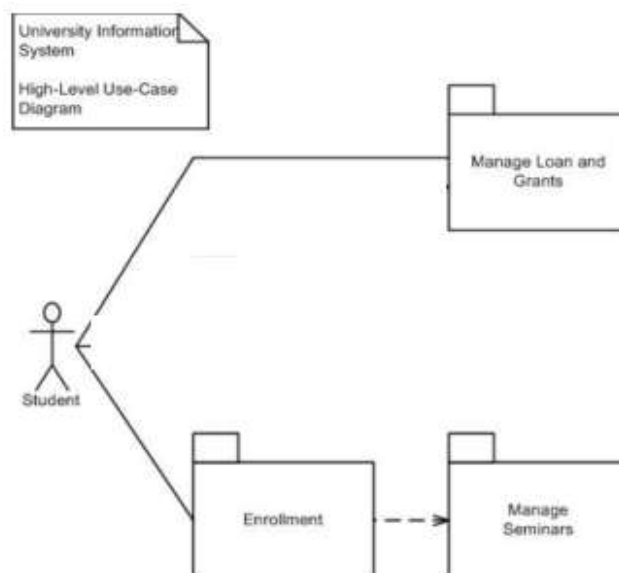 University Information
System
High-Level Use-Case
Diagram
Manage Loan and
Grants
Student
Enrollment
Manage
Seminars